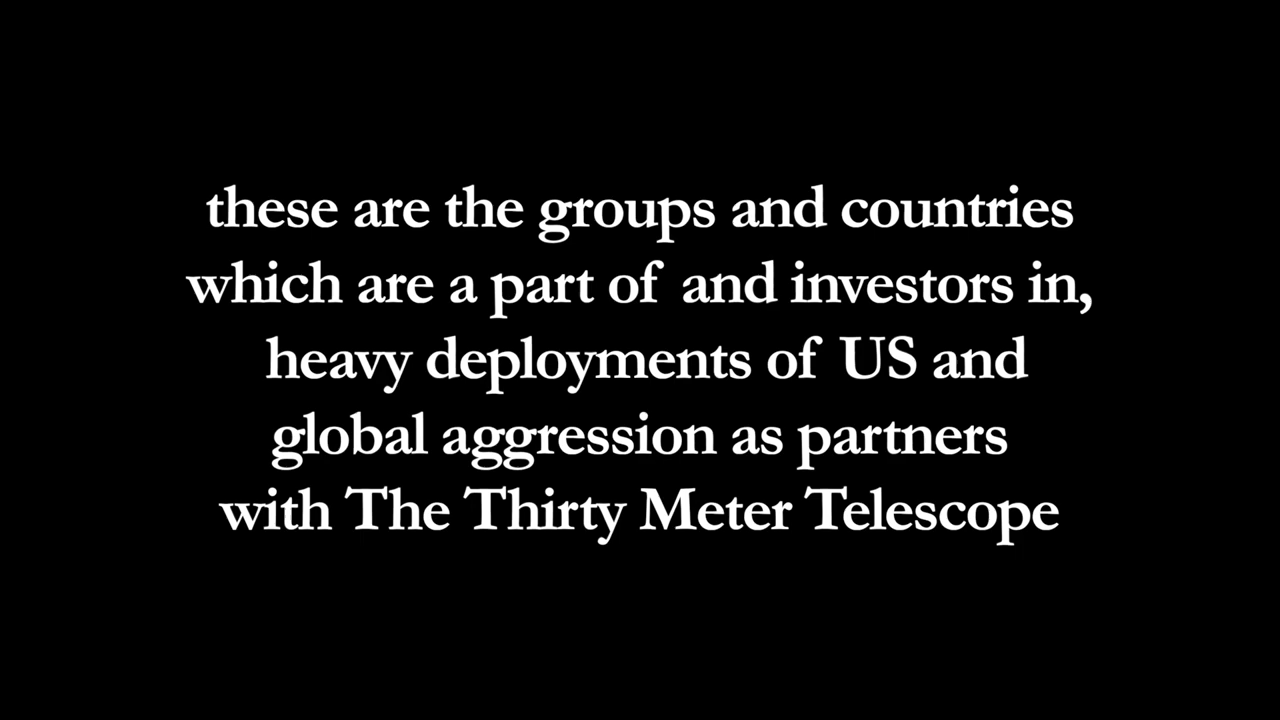 these are the groups and countries
which are a part of and investors in,
heavy deployments of US and
global aggression as partners
with The Thirty Meter Telescope